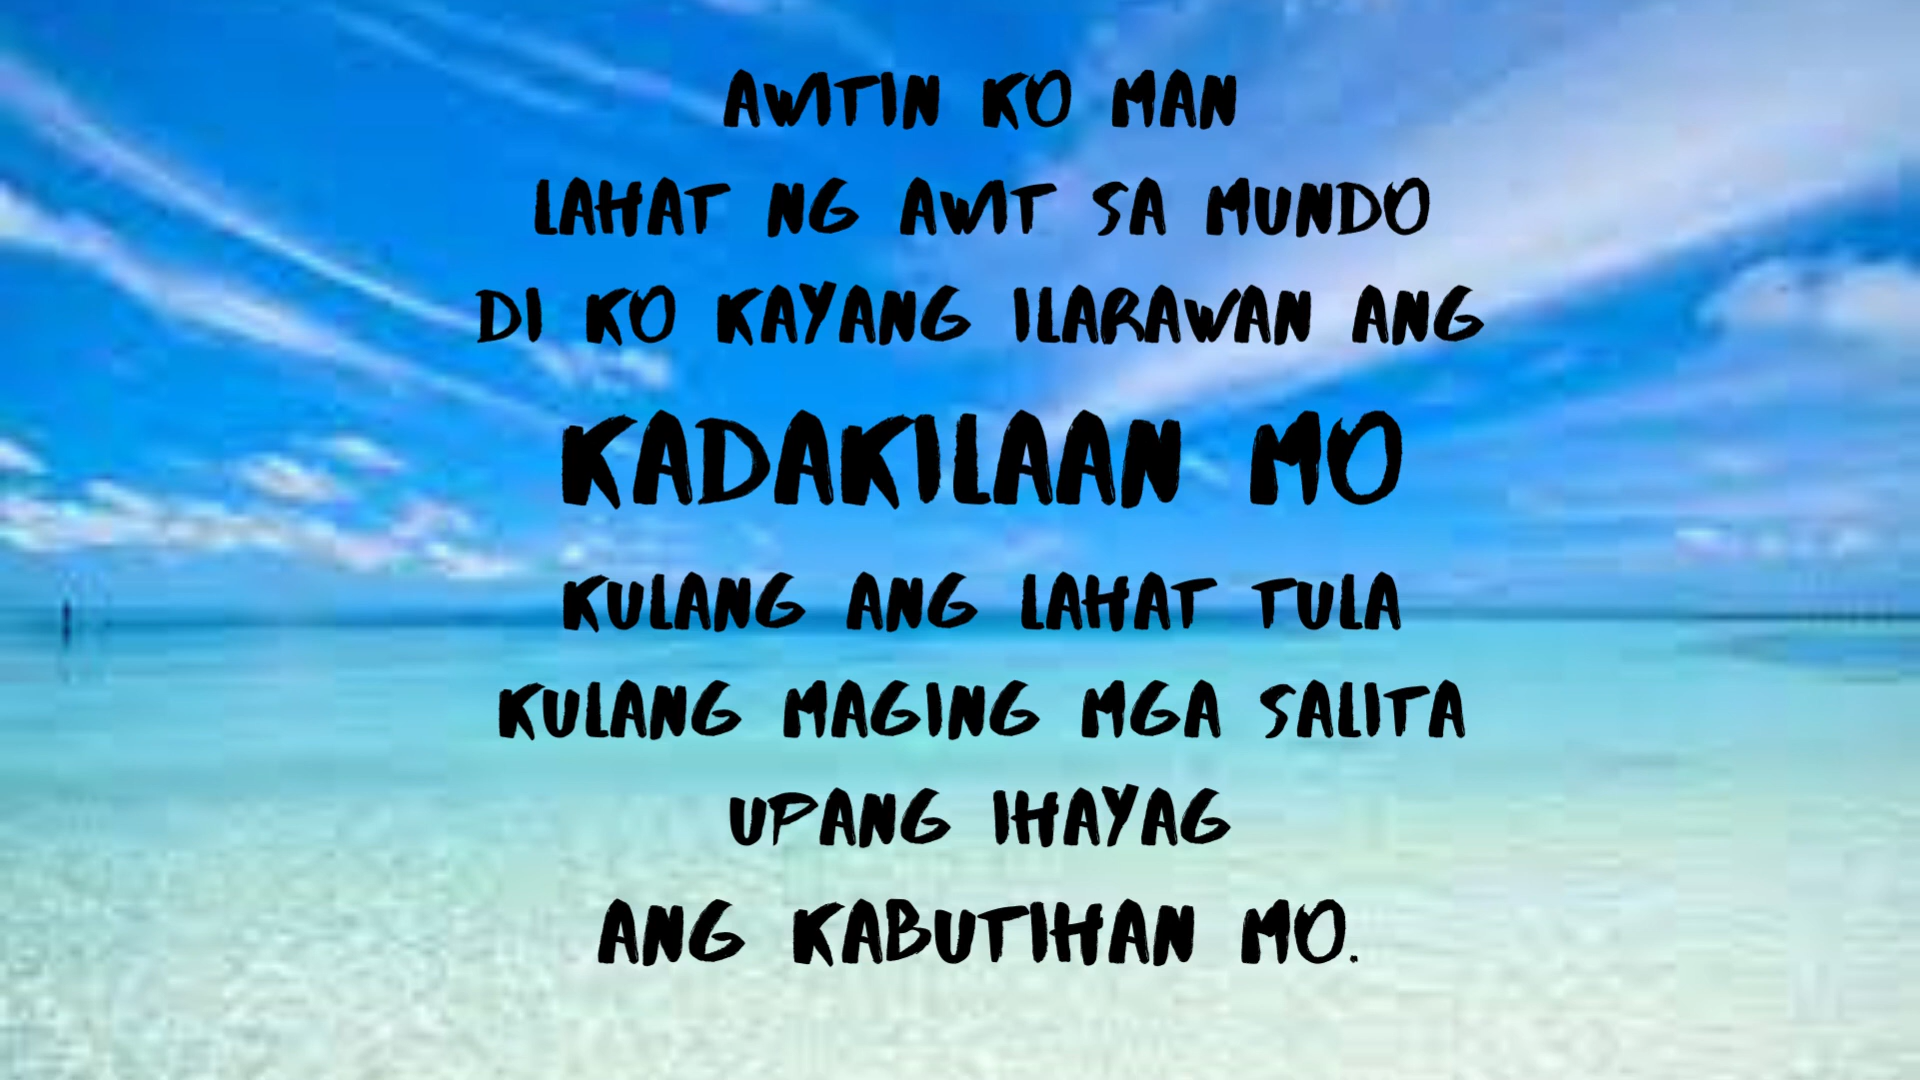 AWITIN KO MAN
LAHAT NG AWIT SA MUNDO
DI KO KAYANG ILARAWAN ANG
KADAKILAAN MO
KULANG ANG LAHAT TULA
KULANG MAGING MGA SALITA
UPANG IHAYAG
ANG KABUTIHAN MO.